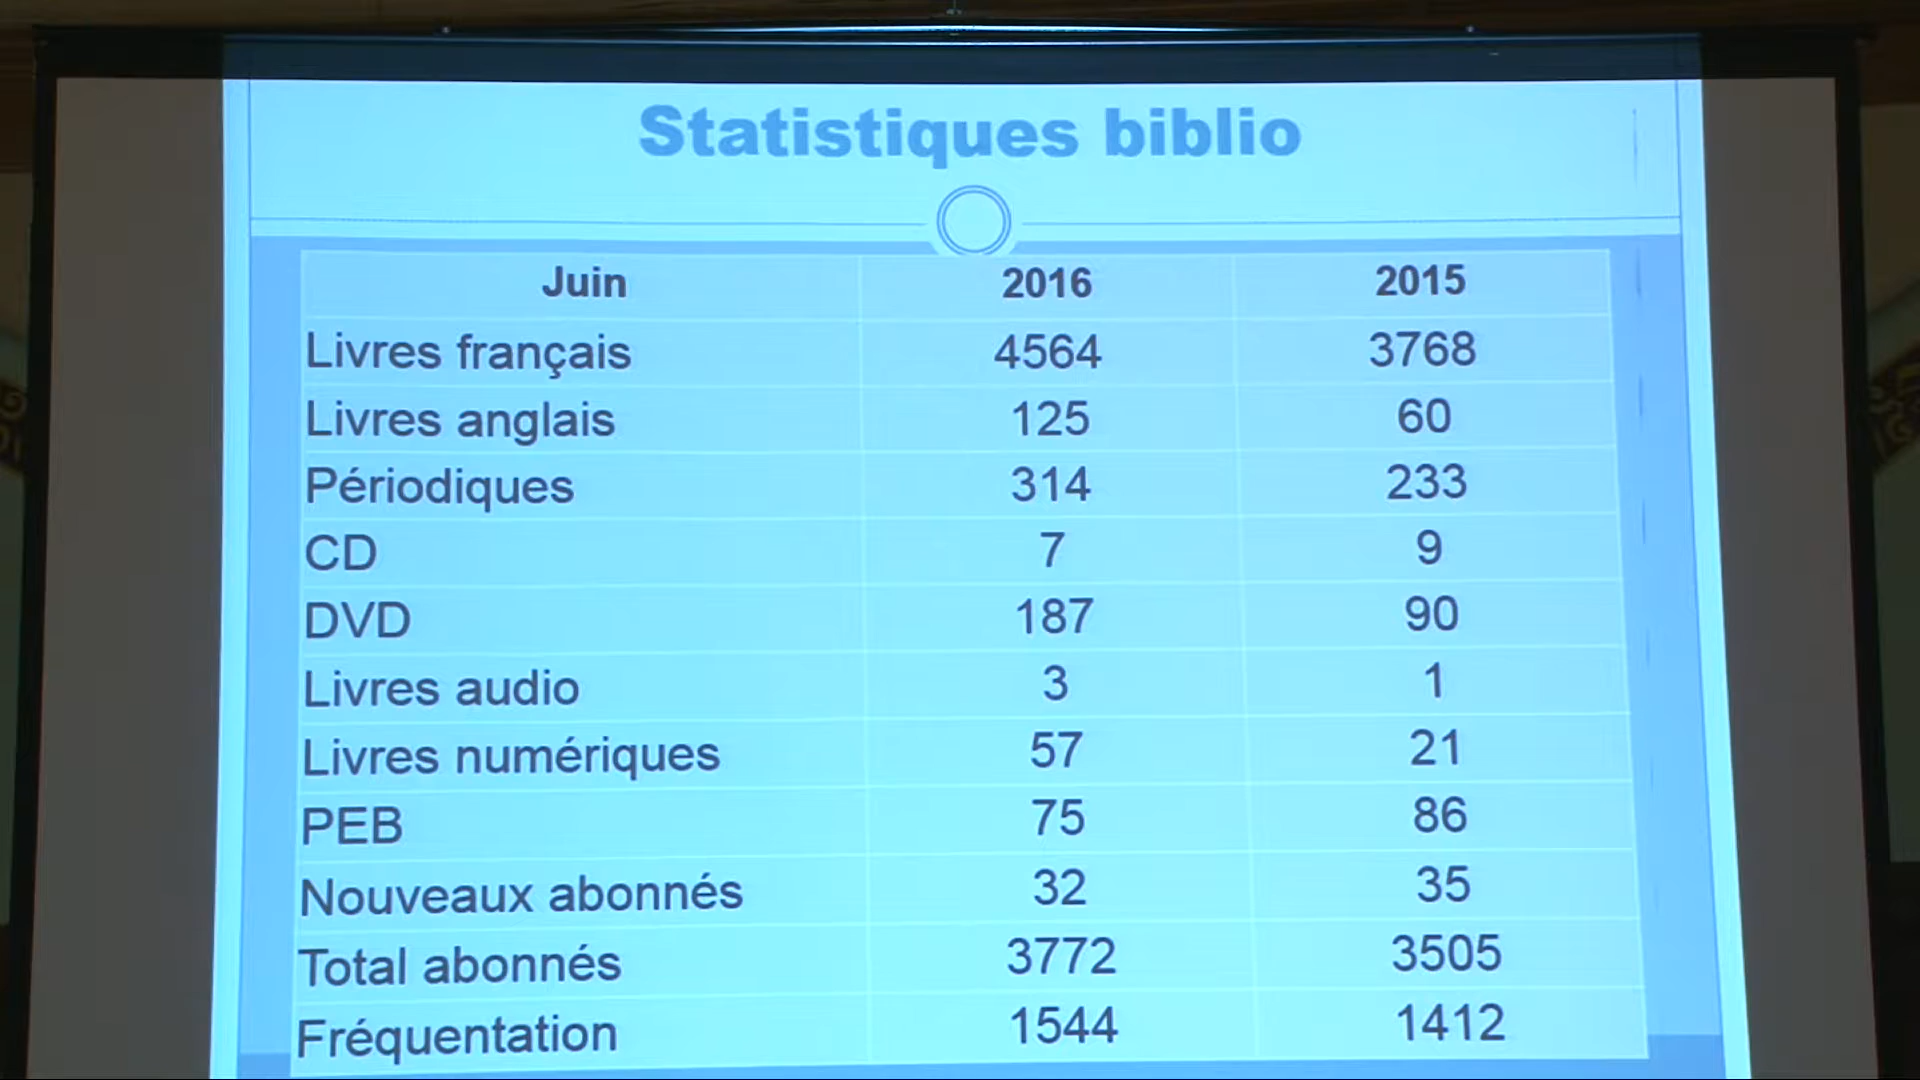 Statistiques biblio
Juin 2016 2015
Livres français 4564 3768
Livres anglais 125 60
Périodiques 314 233
CD 7 9
DVD 187 90
Livres audio 3 1
Livres numériques 57 21
PEB 75 86
Nouveaux abonnés 32 35
Total abonnés 3772 3505
Fréquentation 1544 1412